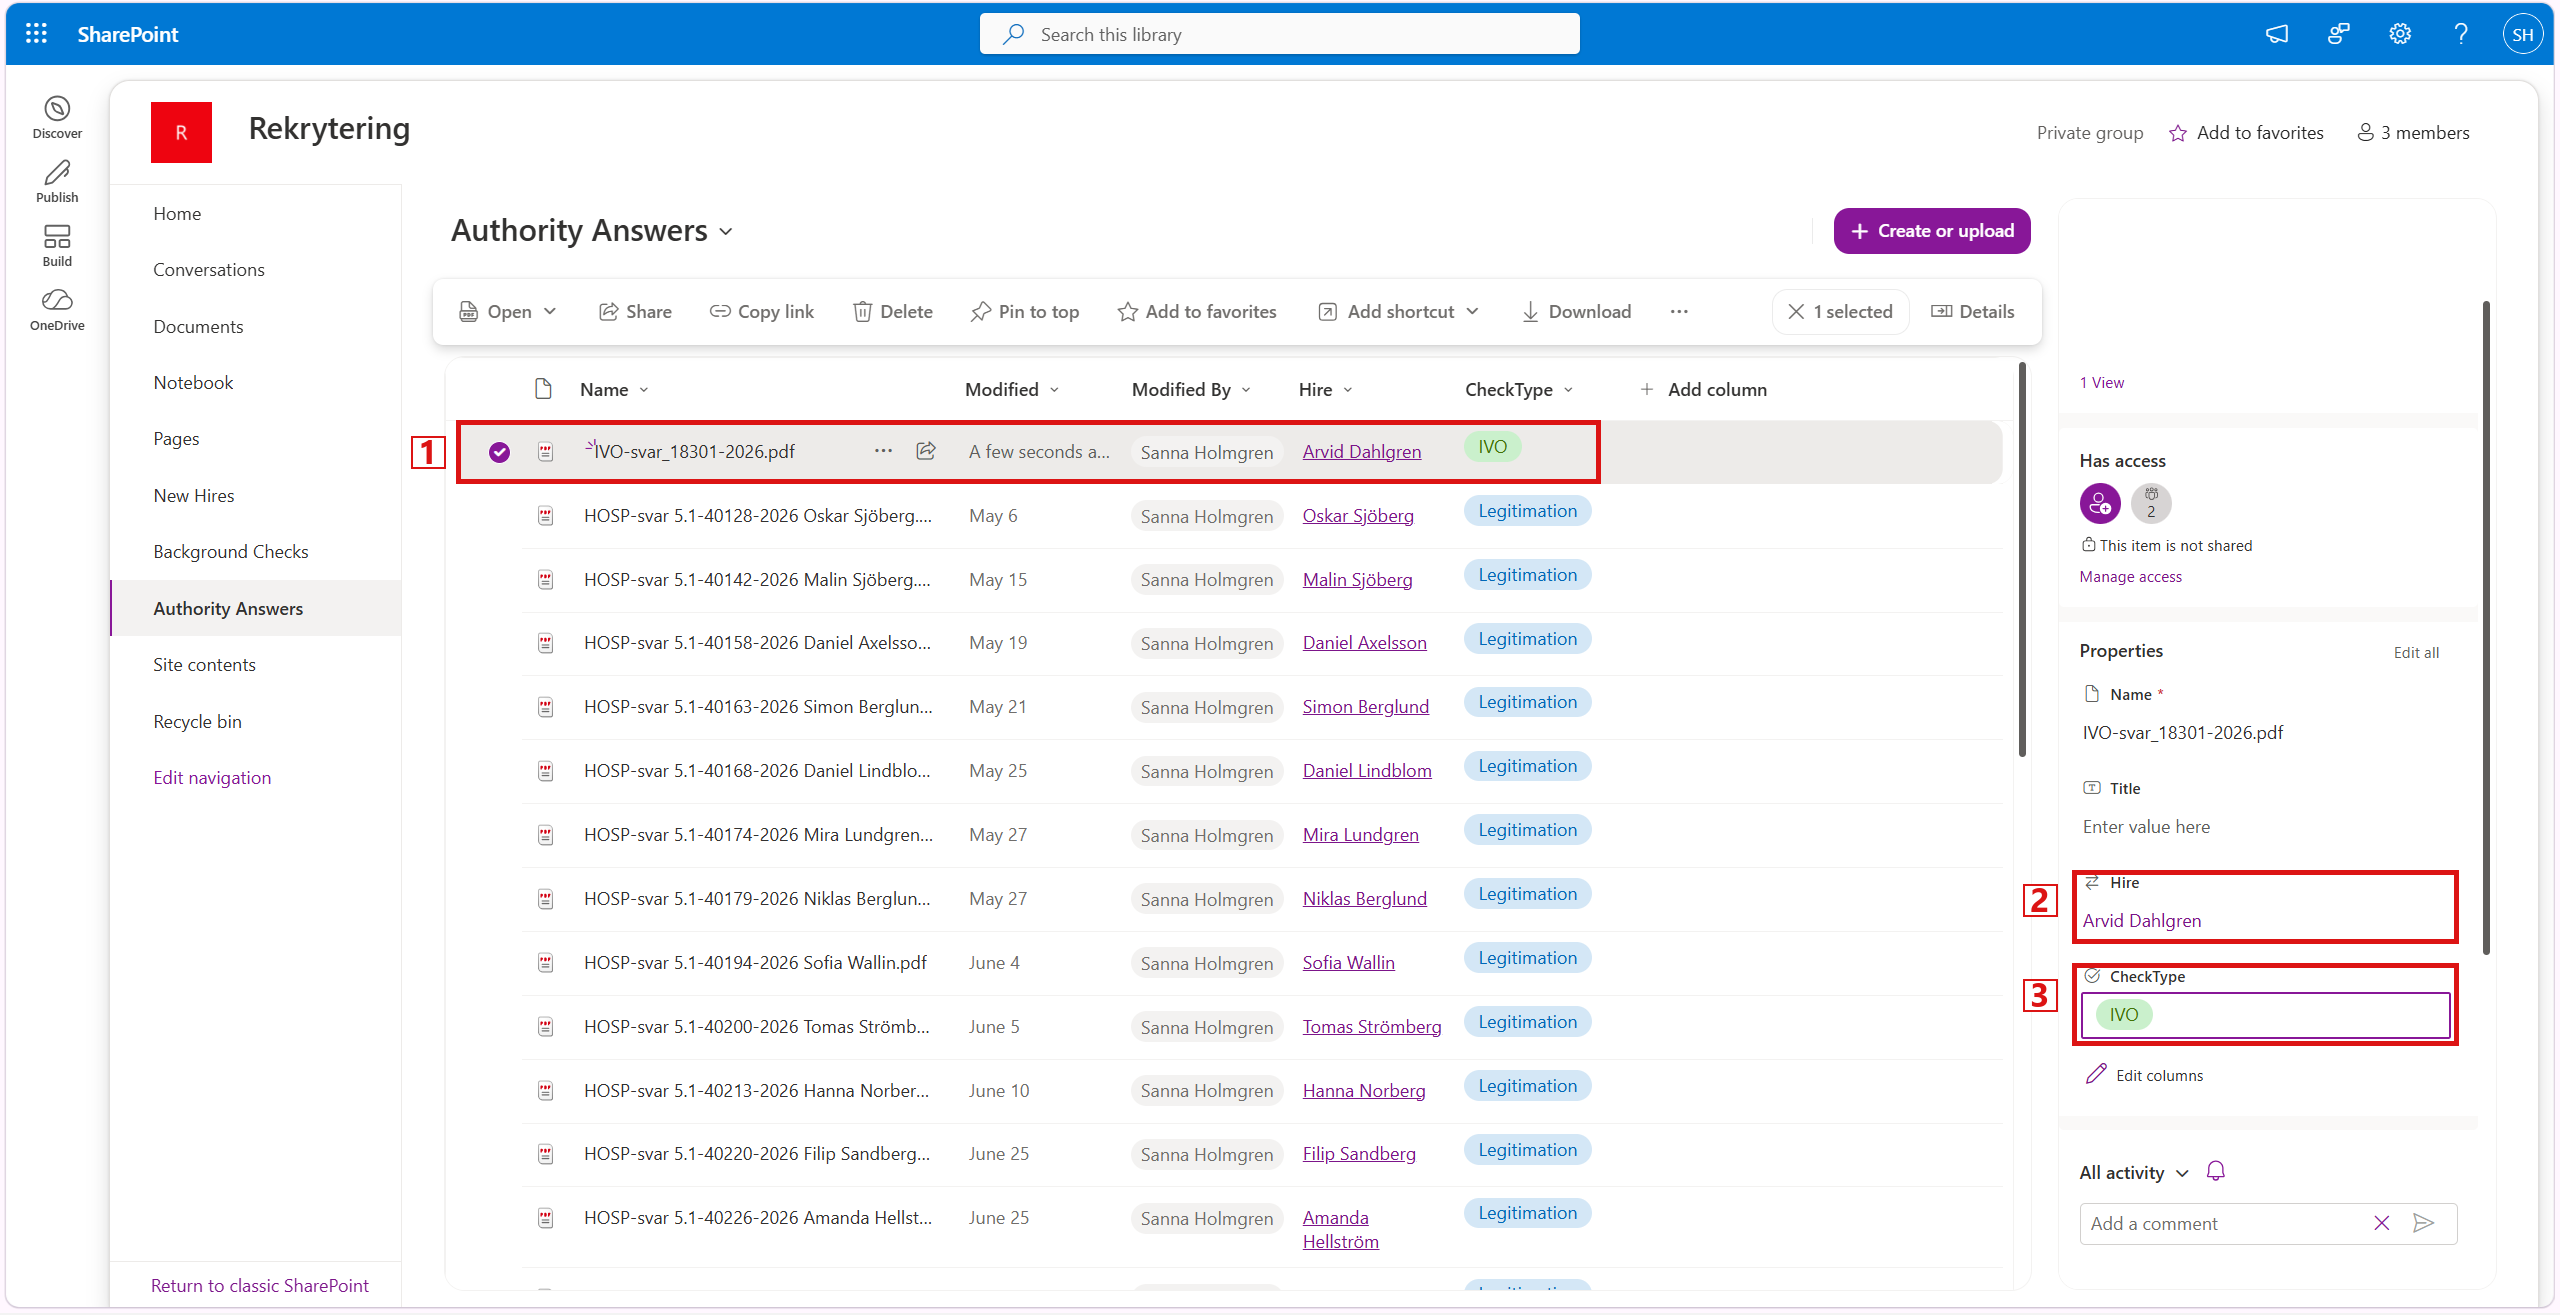 SharePoint
Search this library
SH
Discover
Publish
Build
OneDrive
R
Rekrytering
Private group
Add to favorites
3 members
Home
Conversations
Documents
Notebook
Pages
New Hires
Background Checks
Authority Answers
Site contents
Recycle bin
Edit navigation
Return to classic SharePoint
Authority Answers
+ Create or upload
Open
Share
Copy link
Delete
Pin to top
Add to favorites
Add shortcut
Download
...
1 selected
Details
Name Modified Modified By Hire CheckType + Add column
1
IVO-svar_18301-2026.pdf ... A few seconds a... Sanna Holmgren Arvid Dahlgren IVO
HOSP-svar 5.1-40128-2026 Oskar Sjöberg.... May 6 Sanna Holmgren Oskar Sjöberg Legitimation
HOSP-svar 5.1-40142-2026 Malin Sjöberg.... May 15 Sanna Holmgren Malin Sjöberg Legitimation
HOSP-svar 5.1-40158-2026 Daniel Axelsso... May 19 Sanna Holmgren Daniel Axelsson Legitimation
HOSP-svar 5.1-40163-2026 Simon Berglun... May 21 Sanna Holmgren Simon Berglund Legitimation
HOSP-svar 5.1-40168-2026 Daniel Lindblo... May 25 Sanna Holmgren Daniel Lindblom Legitimation
HOSP-svar 5.1-40174-2026 Mira Lundgren... May 27 Sanna Holmgren Mira Lundgren Legitimation
HOSP-svar 5.1-40179-2026 Niklas Berglun... May 27 Sanna Holmgren Niklas Berglund Legitimation
HOSP-svar 5.1-40194-2026 Sofia Wallin.pdf June 4 Sanna Holmgren Sofia Wallin Legitimation
HOSP-svar 5.1-40200-2026 Tomas Strömb... June 5 Sanna Holmgren Tomas Strömberg Legitimation
HOSP-svar 5.1-40213-2026 Hanna Norber... June 10 Sanna Holmgren Hanna Norberg Legitimation
HOSP-svar 5.1-40220-2026 Filip Sandberg... June 25 Sanna Holmgren Filip Sandberg Legitimation
HOSP-svar 5.1-40226-2026 Amanda Hellst... June 25 Sanna Holmgren Amanda Legitimation
Hellström
1 View
Has access
2
This item is not shared
Manage access
Properties
Edit all
Name *
IVO-svar_18301-2026.pdf
Title
Enter value here
2
Hire
Arvid Dahlgren
3
CheckType
IVO
Edit columns
All activity
Add a comment